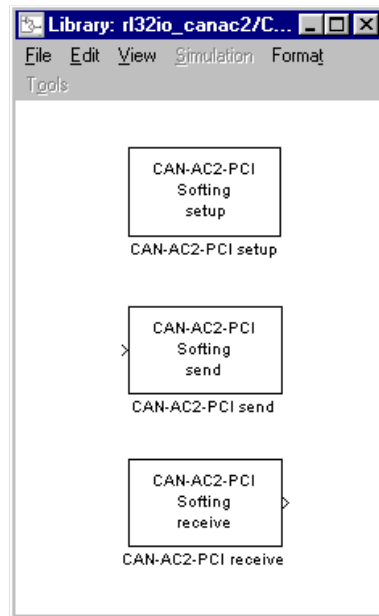 Library: rl32io_canac2/C...
File Edit View Simulation Format
Tools
CAN-AC2-PCI
Softing
setup
CAN-AC2-PCI setup
CAN-AC2-PCI
Softing
send
CAN-AC2-PCI send
CAN-AC2-PCI
Softing
receive
CAN-AC2-PCI receive